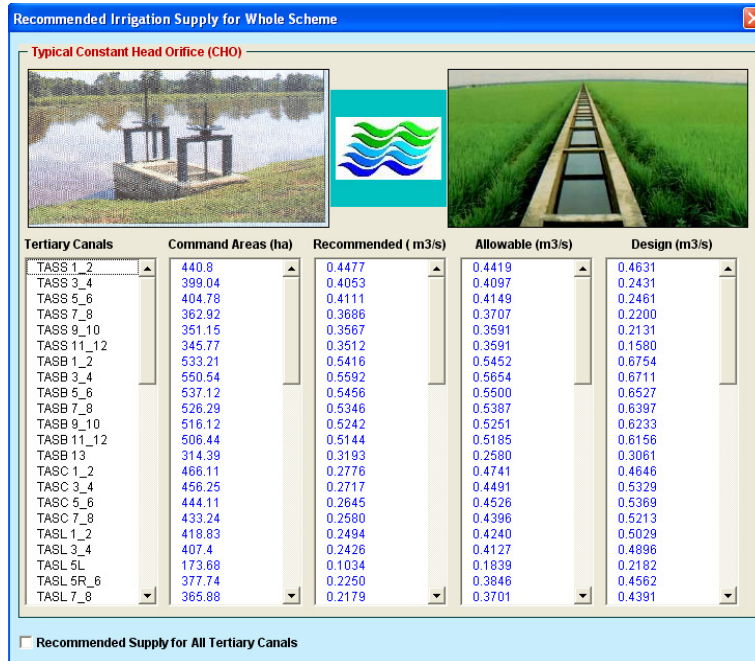 Recommended Irrigation Supply for Whole Scheme
Typical Constant Head Orifice (CHO)
Tertiary Canals Command Areas (ha) Recommended ( m3/s) Allowable (m3/s) Design (m3/s)
TASS 1_2 440.8 0.4477 0.4419 0.4631
TASS 3_4 399.04 0.4053 0.4097 0.2431
TASS 5_6 404.78 0.4111 0.4149 0.2461
TASS 7_8 362.92 0.3686 0.3707 0.2200
TASS 9_10 351.15 0.3567 0.3591 0.2131
TASS 11_12 345.77 0.3512 0.3591 0.1580
TASB 1_2 533.21 0.5416 0.5452 0.6754
TASB 3_4 550.54 0.5592 0.5654 0.6711
TASB 5_6 537.12 0.5456 0.5500 0.6527
TASB 7_8 526.29 0.5346 0.5387 0.6397
TASB 9_10 516.12 0.5242 0.5251 0.6233
TASB 11_12 506.44 0.5144 0.5185 0.6156
TASB 13 314.39 0.3193 0.2580 0.3061
TASC 1_2 466.11 0.2776 0.4741 0.4646
TASC 3_4 456.25 0.2717 0.4491 0.5329
TASC 5_6 444.11 0.2645 0.4526 0.5369
TASC 7_8 433.24 0.2580 0.4396 0.5213
TASL 1_2 418.83 0.2494 0.4240 0.5029
TASL 3_4 407.4 0.2426 0.4127 0.4896
TASL 5L 173.68 0.1034 0.1839 0.2182
TASL 5R_6 377.74 0.2250 0.3846 0.4562
TASL 7_8 365.88 0.2179 0.3701 0.4391
Recommended Supply for All Tertiary Canals